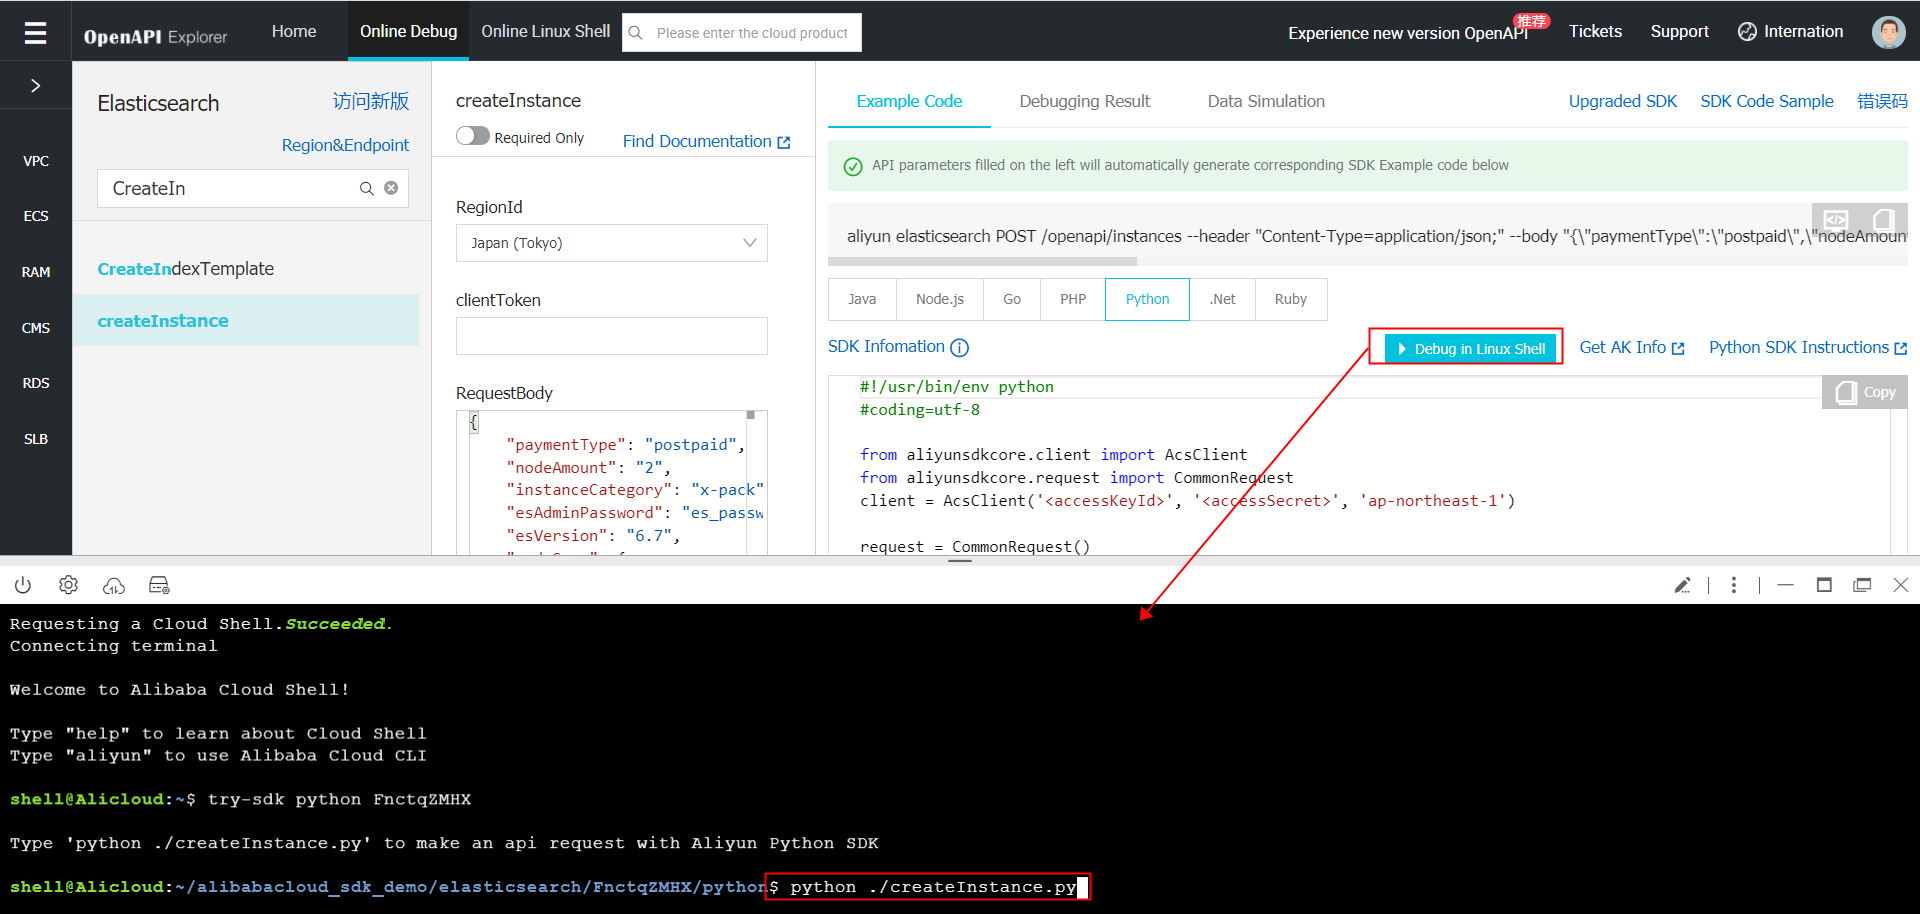 OpenAPI Explorer
Home
Online Debug
Online Linux Shell
Please enter the cloud product
Experience new version OpenAPI
推荐
Tickets
Support
Internation
Elasticsearch
访问新版
Region&Endpoint
CreateIn
CreateIndexTemplate
createInstance
VPC
ECS
RAM
CMS
RDS
SLB
createInstance
Required Only
Find Documentation
RegionId
Japan (Tokyo)
clientToken
RequestBody
{
"paymentType": "postpaid",
"nodeAmount": "2",
"instanceCategory": "x-pack"
"esAdminPassword": "es_passw
"esVersion": "6.7",
Example Code
Debugging Result
Data Simulation
Upgraded SDK
SDK Code Sample
错误码
API parameters filled on the left will automatically generate corresponding SDK Example code below
aliyun elasticsearch POST /openapi/instances --header "Content-Type=application/json;" --body "{\"paymentType\":\"postpaid\",\"nodeAmoun
Java
Node.js
Go
PHP
Python
.Net
Ruby
SDK Infomation
Debug in Linux Shell
Get AK Info
Python SDK Instructions
Copy
#!/usr/bin/env python
#coding=utf-8
from aliyunsdkcore.client import AcsClient
from aliyunsdkcore.request import CommonRequest
client = AcsClient('<accessKeyId>', '<accessSecret>', 'ap-northeast-1')
request = CommonRequest()
Requesting a Cloud Shell.Succeeded.
Connecting terminal
Welcome to Alibaba Cloud Shell!
Type "help" to learn about Cloud Shell
Type "aliyun" to use Alibaba Cloud CLI
shell@Alicloud:~$ try-sdk python FnctqZMHX
Type 'python ./createInstance.py' to make an api request with Aliyun Python SDK
shell@Alicloud:~/alibabacloud_sdk_demo/elasticsearch/FnctqZMHX/python$ python ./createInstance.py